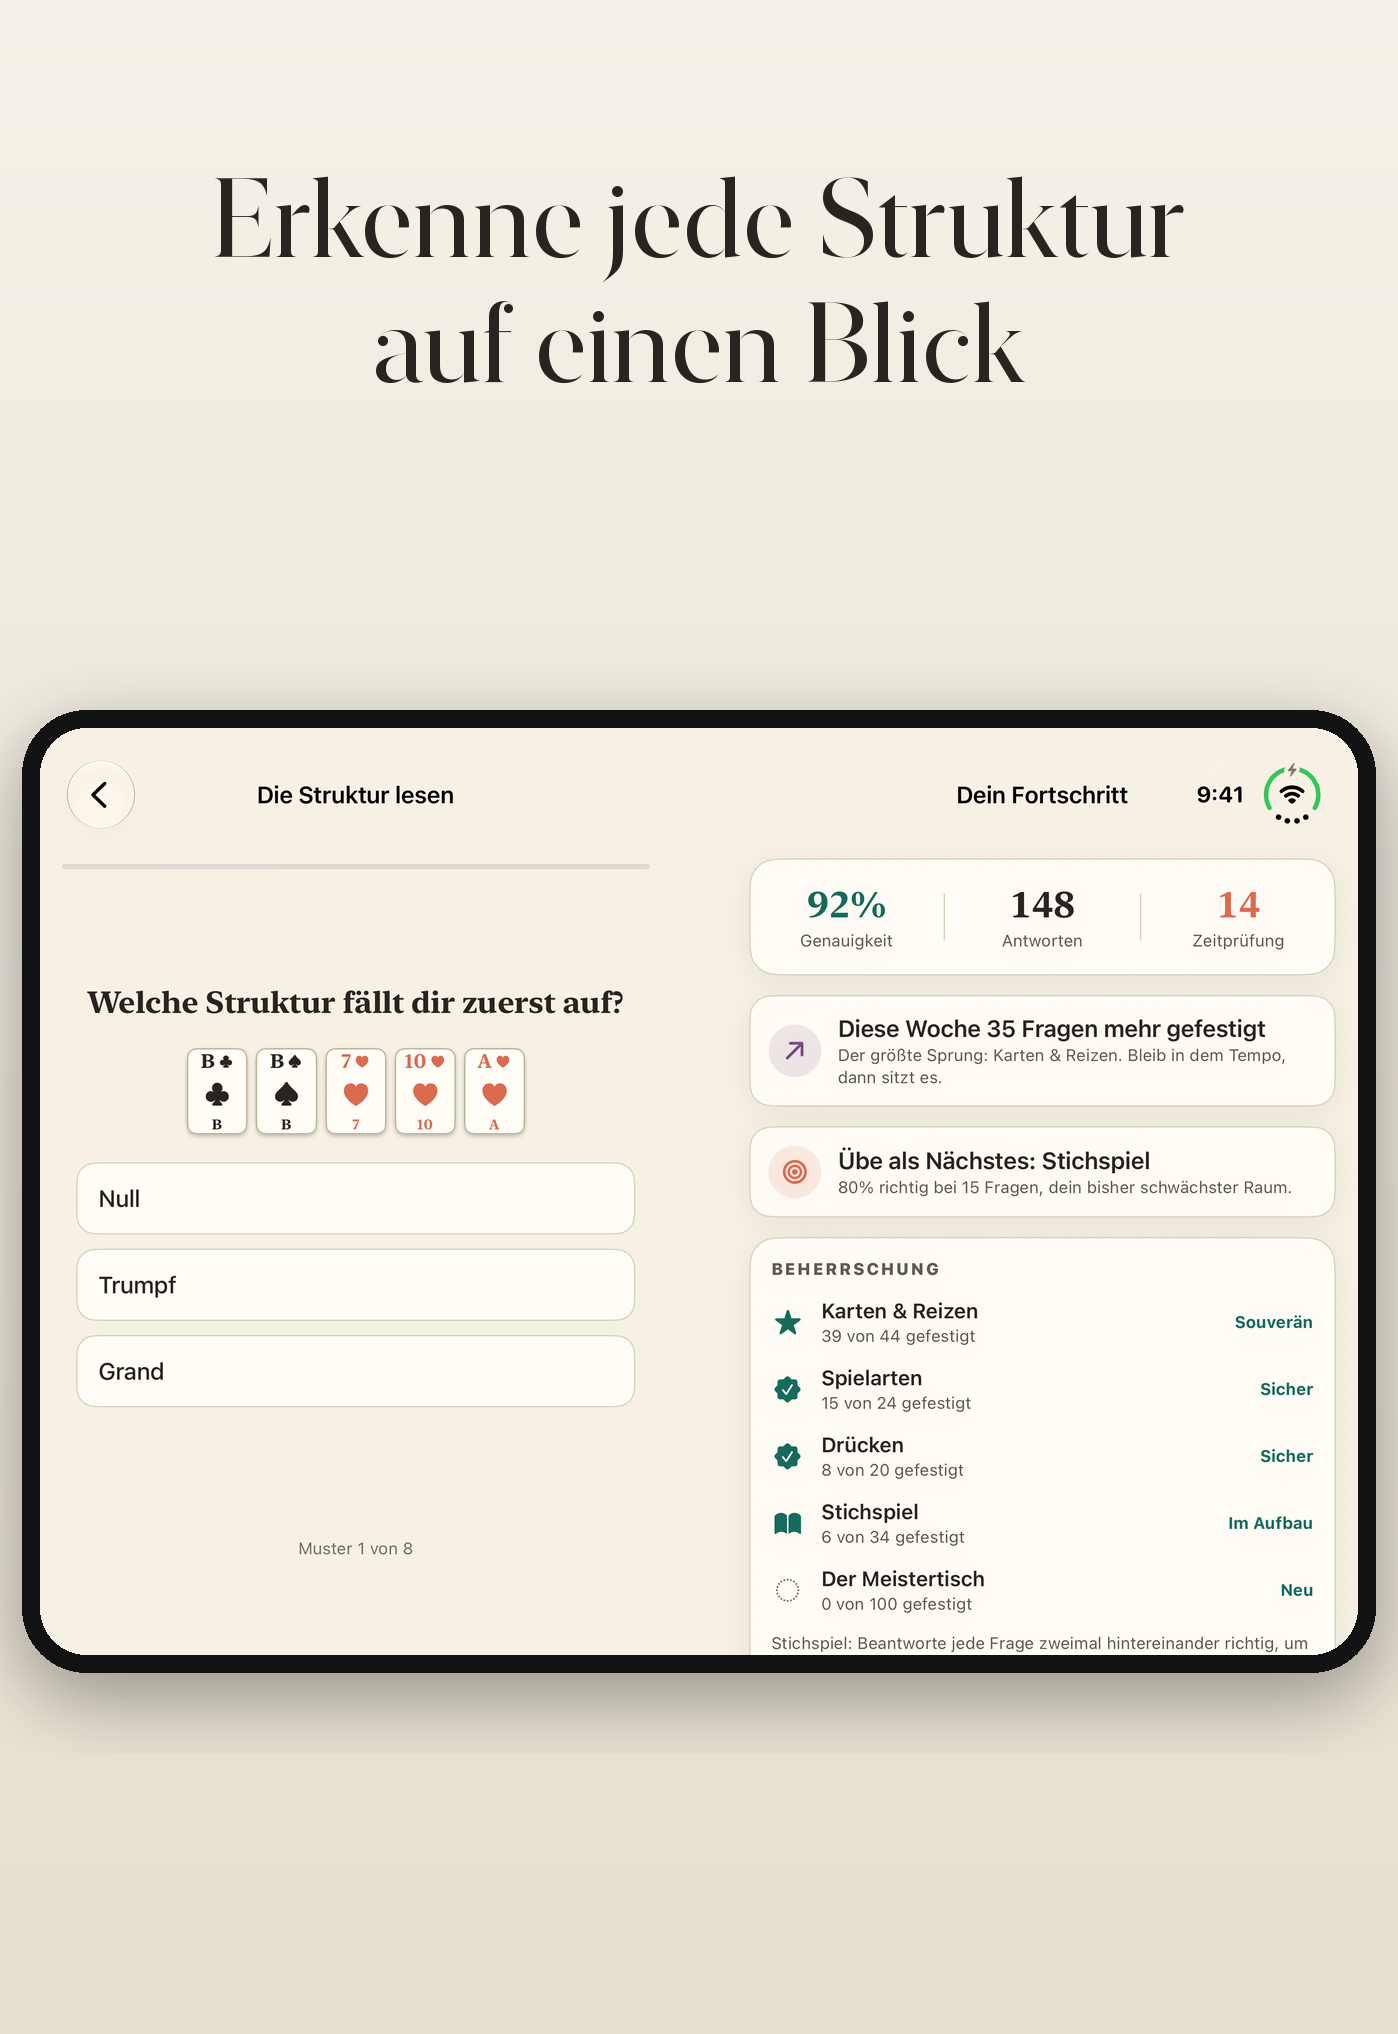 Erkenne jede Struktur
auf einen Blick
Die Struktur lesen
Welche Struktur fällt dir zuerst auf?
B♣ B♠ 7♥ 10♥ A♥
B B 7 10 A
Null
Trumpf
Grand
Muster 1 von 8
Dein Fortschritt
9:41
92% 148 14
Genauigkeit Antworten Zeitprüfung
Diese Woche 35 Fragen mehr gefestigt
Der größte Sprung: Karten & Reizen. Bleib in dem Tempo,
dann sitzt es.
Übe als Nächstes: Stichspiel
80% richtig bei 15 Fragen, dein bisher schwächster Raum.
BEHERRSCHUNG
Karten & Reizen
39 von 44 gefestigt
Souverän
Spielarten
15 von 24 gefestigt
Sicher
Drücken
8 von 20 gefestigt
Sicher
Stichspiel
6 von 34 gefestigt
Im Aufbau
Der Meistertisch
0 von 100 gefestigt
Neu
Stichspiel: Beantworte jede Frage zweimal hintereinander richtig, um